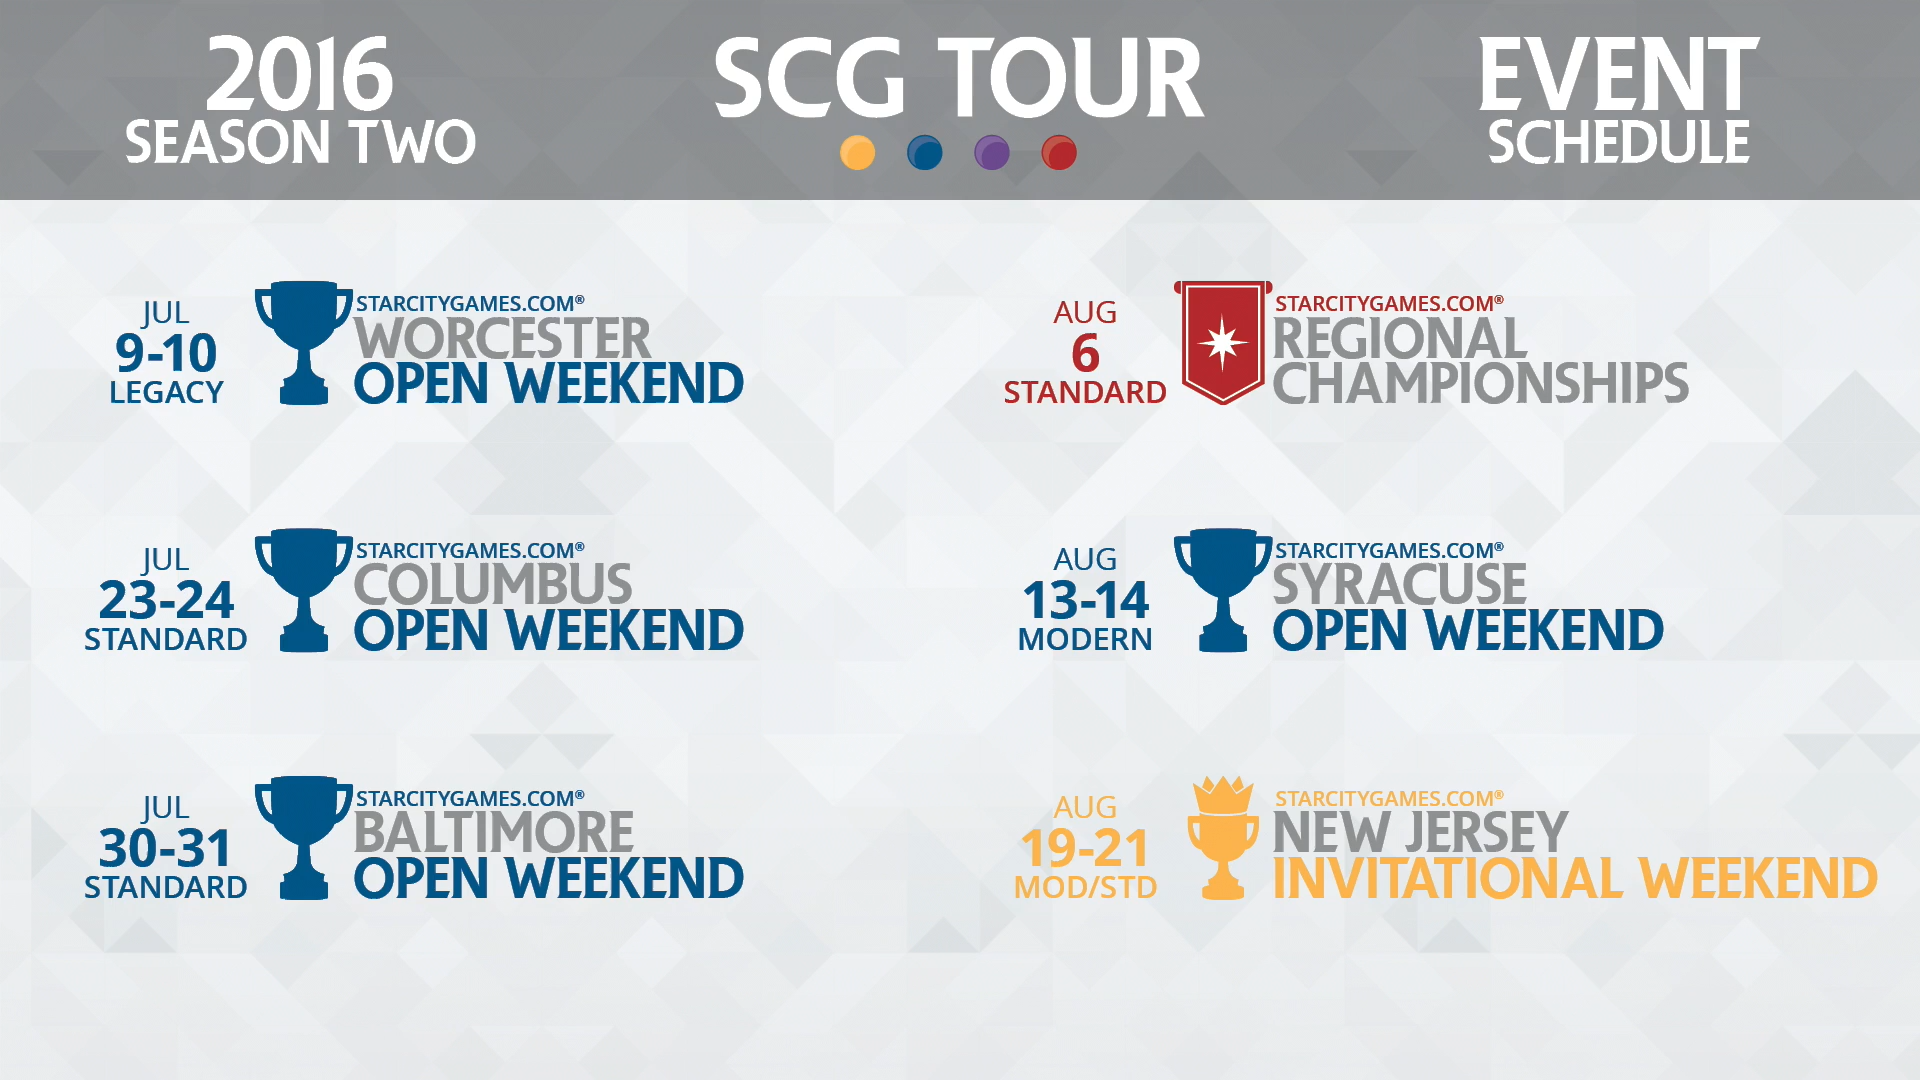 2016
SEASON TWO
SCG TOUR
EVENT
SCHEDULE
JUL
9-10
LEGACY
STARCITYGAMES.COM®
WORCESTER
OPEN WEEKEND
JUL
23-24
STANDARD
STARCITYGAMES.COM®
COLUMBUS
OPEN WEEKEND
JUL
30-31
STANDARD
STARCITYGAMES.COM®
BALTIMORE
OPEN WEEKEND
AUG
6
STANDARD
STARCITYGAMES.COM®
REGIONAL
CHAMPIONSHIPS
AUG
13-14
MODERN
STARCITYGAMES.COM®
SYRACUSE
OPEN WEEKEND
AUG
19-21
MOD/STD
STARCITYGAMES.COM®
NEW JERSEY
INVITATIONAL WEEKEND